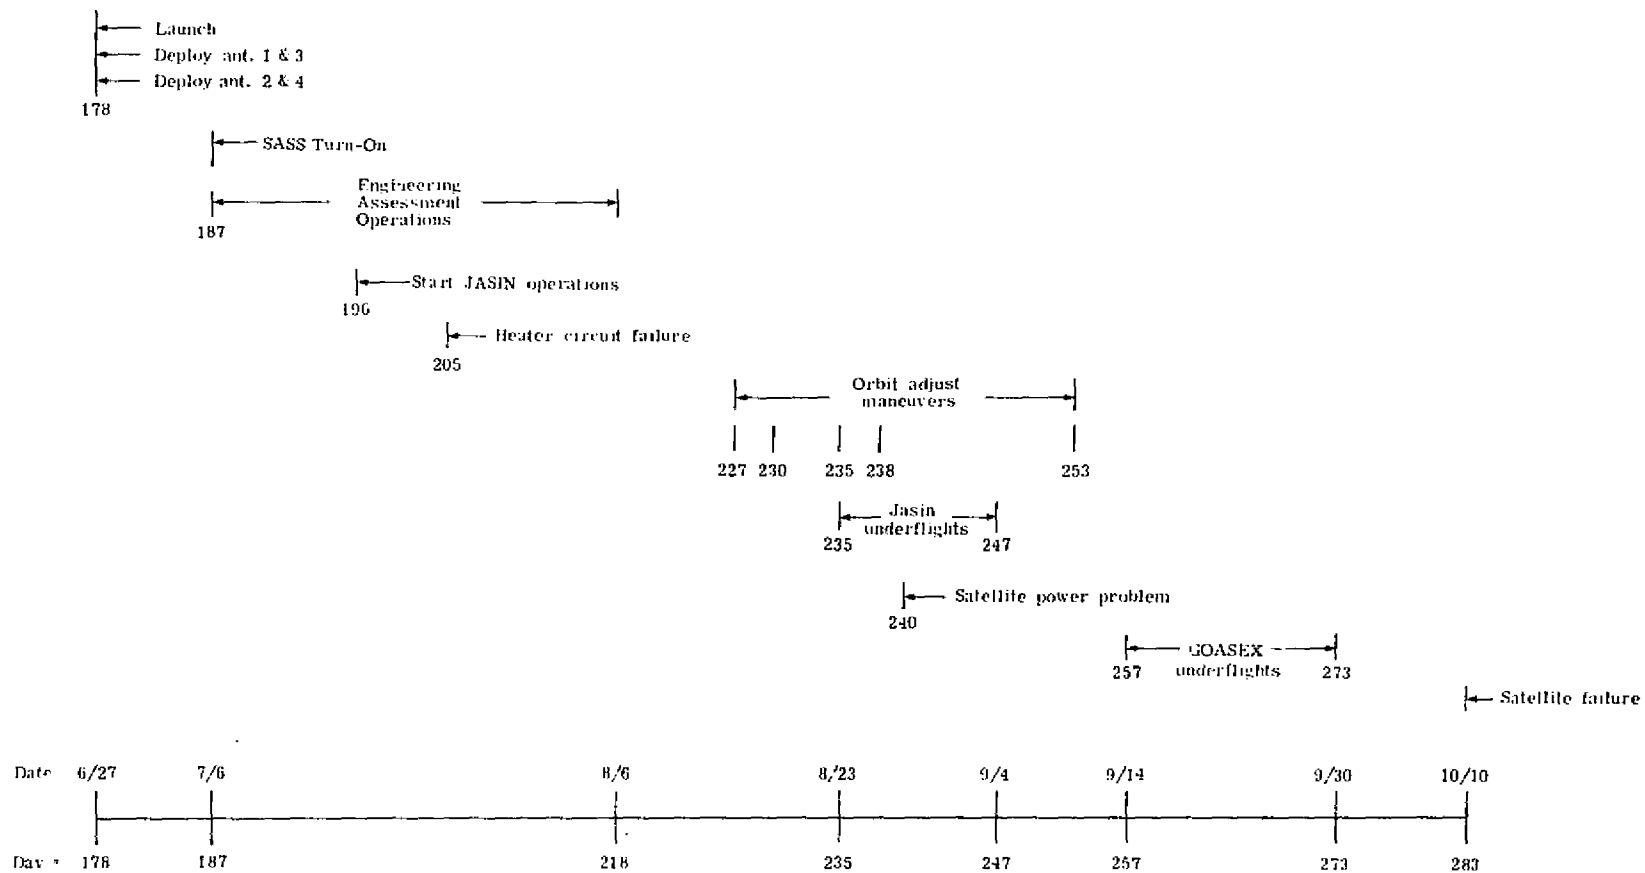 Launch
Deploy ant. 1 & 3
Deploy ant. 2 & 4
178
SASS Turn-On
Engineering
Assessment
Operations
187
Start JASIN operations
196
Heater circuit failure
205
Orbit adjust
maneuvers
227 230 235 238 253
Jasin
underflights
235 247
Satellite power problem
240
GOASEX
underflights
257 273
Satellite failure
Date 6/27 7/6 8/6 8/23 9/4 9/14 9/30 10/10
Day 178 187 218 235 247 257 273 283